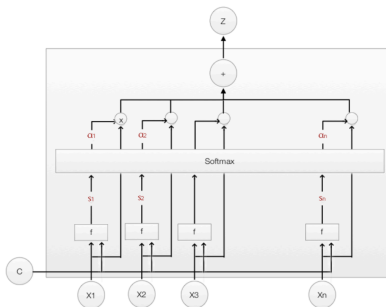 Z
+
x
α1 α2 αn
Softmax
s1 s2 sn
f f f f
C
X1 X2 X3 Xn